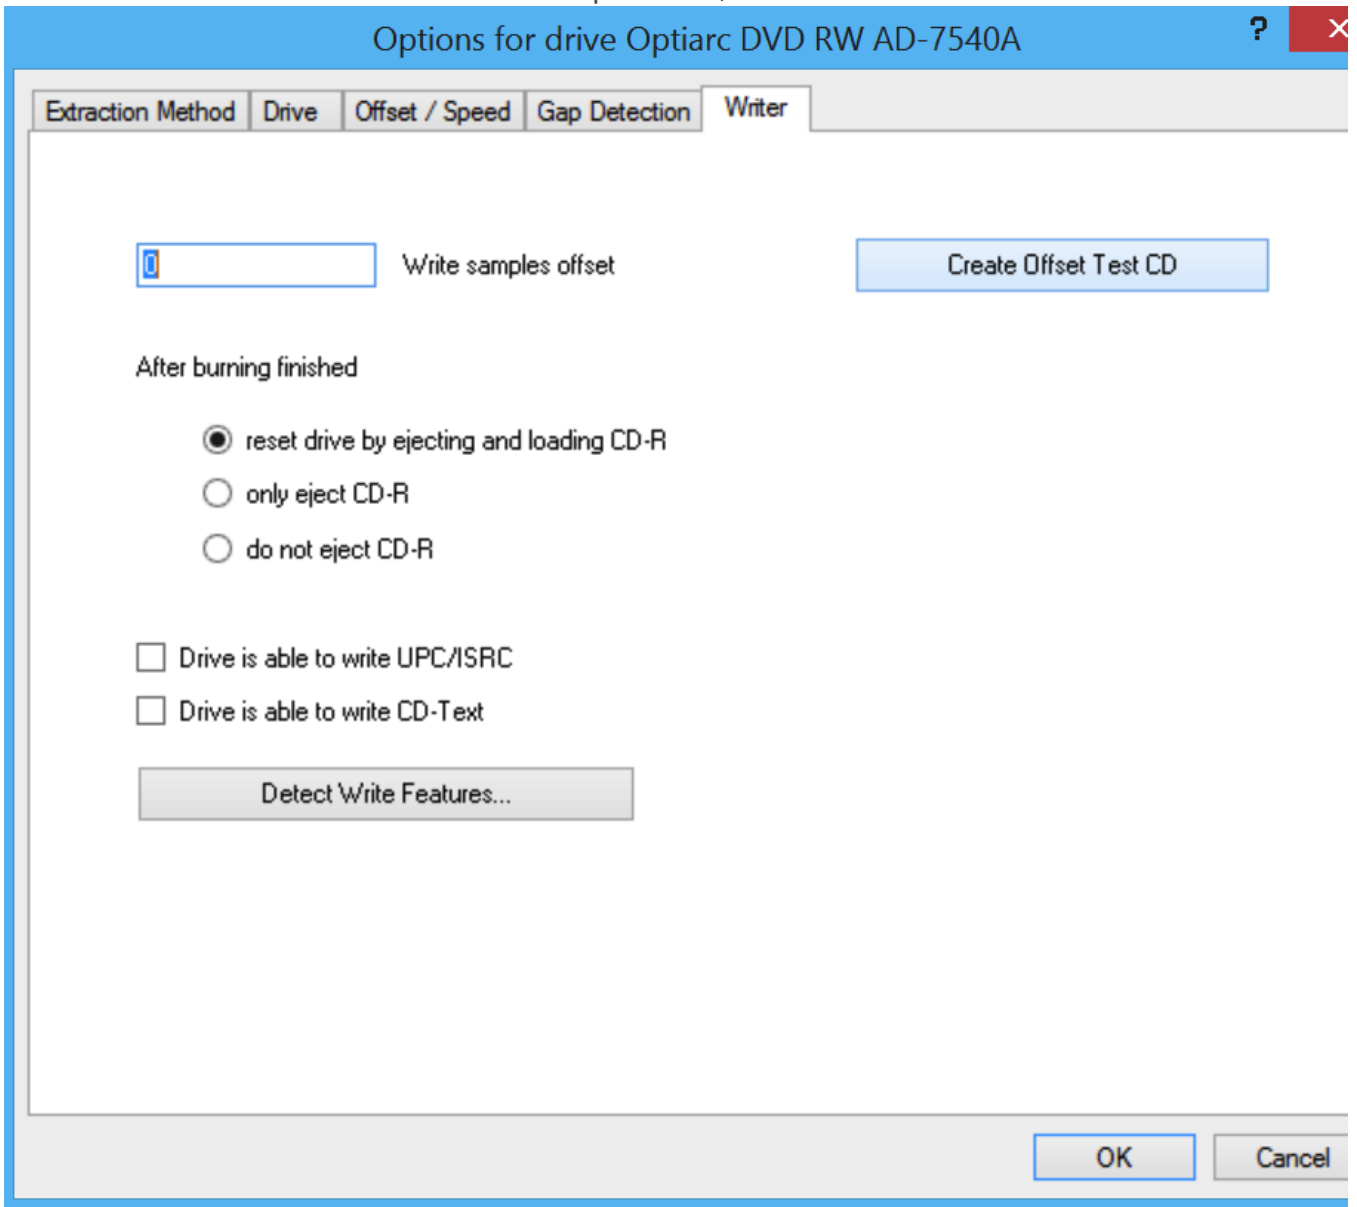 Options for drive Optiarc DVD RW AD-7540A ?
Extraction Method Drive Offset / Speed Gap Detection Writer
0 Write samples offset Create Offset Test CD
After burning finished
reset drive by ejecting and loading CD-R
only eject CD-R
do not eject CD-R
Drive is able to write UPC/ISRC
Drive is able to write CD-Text
Detect Write Features...
OK Cancel